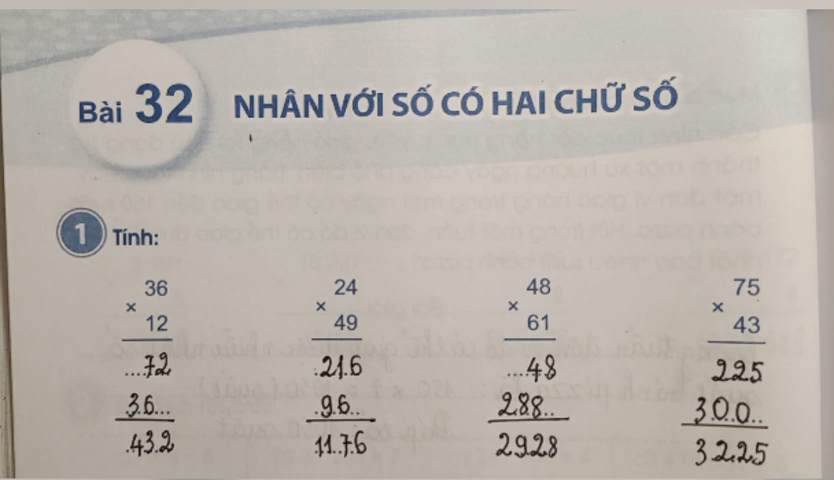 Bài 32 NHÂN VỚI SỐ CÓ HAI CHỮ SỐ
1 Tính:
36 24 48 75
× × × ×
12 49 61 43
72 216 48 225
36 96 288 300
432 1176 2928 3225